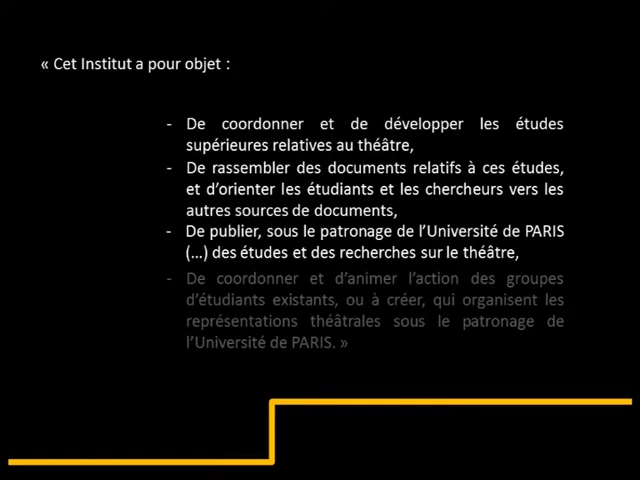 « Cet Institut a pour objet :
- De coordonner et de développer les études
supérieures relatives au théâtre,
- De rassembler des documents relatifs à ces études,
et d’orienter les étudiants et les chercheurs vers les
autres sources de documents,
- De publier, sous le patronage de l’Université de PARIS
(...) des études et des recherches sur le théâtre,
- De coordonner et d’animer l’action des groupes
d’étudiants existants, ou à créer, qui organisent les
représentations théâtrales sous le patronage de
l’Université de PARIS. »